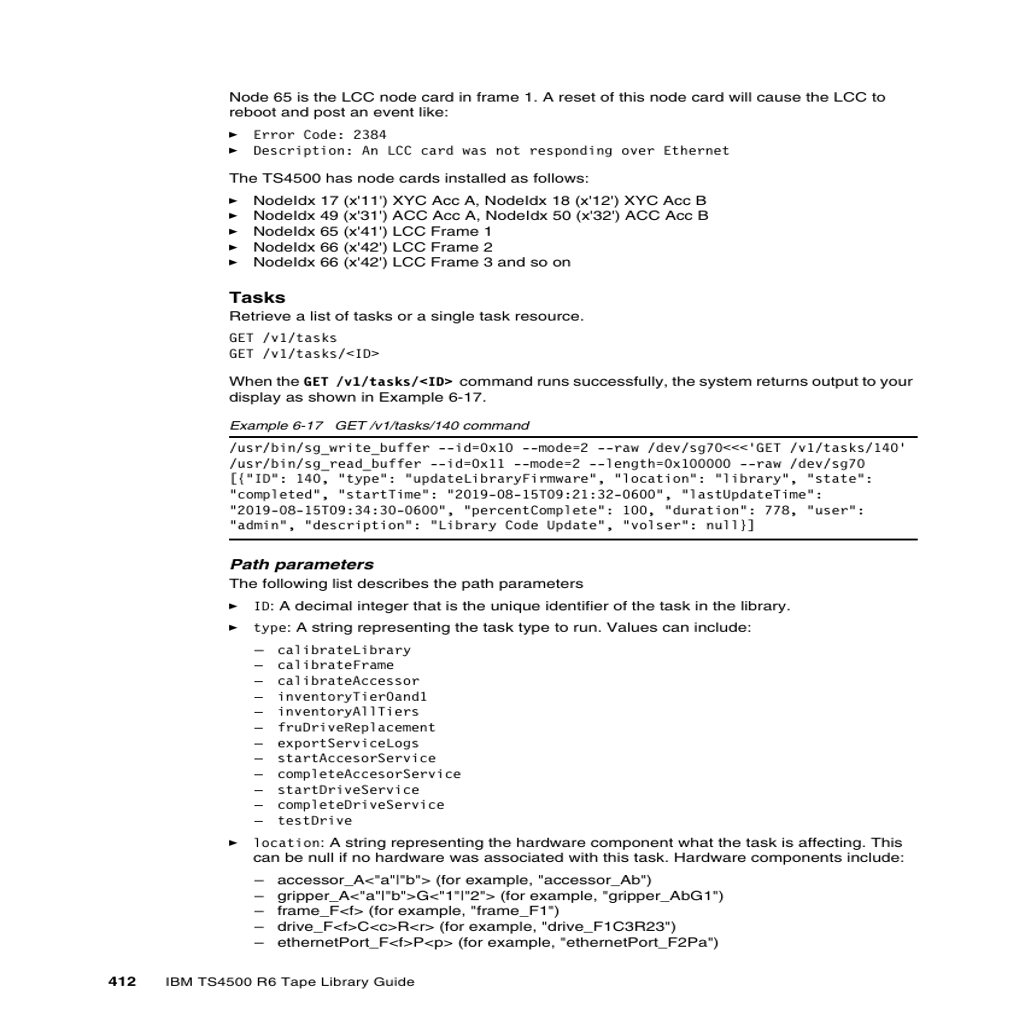 Node 65 is the LCC node card in frame 1. A reset of this node card will cause the LCC to
reboot and post an event like:
► Error Code: 2384
► Description: An LCC card was not responding over Ethernet
The TS4500 has node cards installed as follows:
► NodeIdx 17 (x'11') XYC Acc A, NodeIdx 18 (x'12') XYC Acc B
► NodeIdx 49 (x'31') ACC Acc A, NodeIdx 50 (x'32') ACC Acc B
► NodeIdx 65 (x'41') LCC Frame 1
► NodeIdx 66 (x'42') LCC Frame 2
► NodeIdx 66 (x'42') LCC Frame 3 and so on
Tasks
Retrieve a list of tasks or a single task resource.
GET /v1/tasks
GET /v1/tasks/<ID>
When the GET /v1/tasks/<ID> command runs successfully, the system returns output to your
display as shown in Example 6-17.
Example 6-17 GET /v1/tasks/140 command
/usr/bin/sg_write_buffer --id=0x10 --mode=2 --raw /dev/sg70<<<'GET /v1/tasks/140'
/usr/bin/sg_read_buffer --id=0x11 --mode=2 --length=0x100000 --raw /dev/sg70
[{"ID": 140, "type": "updateLibraryFirmware", "location": "library", "state":
"completed", "startTime": "2019-08-15T09:21:32-0600", "lastUpdateTime":
"2019-08-15T09:34:30-0600", "percentComplete": 100, "duration": 778, "user":
"admin", "description": "Library Code Update", "volser": null}]
Path parameters
The following list describes the path parameters
► ID: A decimal integer that is the unique identifier of the task in the library.
► type: A string representing the task type to run. Values can include:
– calibrateLibrary
– calibrateFrame
– calibrateAccessor
– inventoryTier0and1
– inventoryAllTiers
– fruDriveReplacement
– exportServiceLogs
– startAccesorService
– completeAccesorService
– startDriveService
– completeDriveService
– testDrive
► location: A string representing the hardware component what the task is affecting. This
can be null if no hardware was associated with this task. Hardware components include:
– accessor_A<"a"|"b"> (for example, "accessor_Ab")
– gripper_A<"a"|"b">G<"1"|"2"> (for example, "gripper_AbG1")
– frame_F<f> (for example, "frame_F1")
– drive_F<f>C<c>R<r> (for example, "drive_F1C3R23")
– ethernetPort_F<f>P<p> (for example, "ethernetPort_F2Pa")
412 IBM TS4500 R6 Tape Library Guide